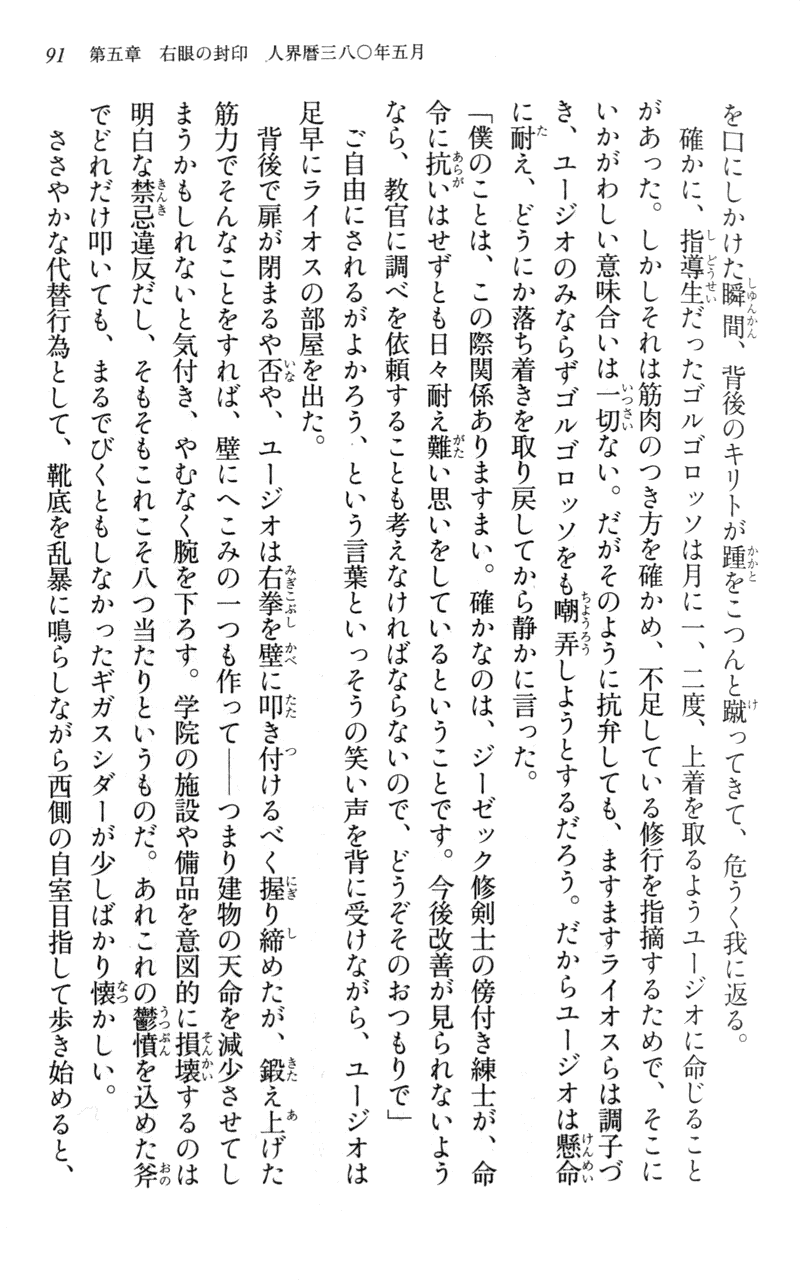 91 第五章 右眼の封印 人界暦三八〇年五月
を口にしかけた瞬間、背後のキリトが踵をこつんと蹴ってきて、危うく我に返る。
確かに、指導生だったゴルゴロッソは月に一、二度、上着を取るようユージオに命じること
があった。しかしそれは筋肉のつき方を確かめ、不足している修行を指摘するためで、そこに
いかがわしい意味合いは一切ない。だがそのように抗弁しても、ますますライオスらは調子づ
き、ユージオのみならずゴルゴロッソをも嘲弄しようとするだろう。だからユージオは懸命
に耐え、どうにか落ち着きを取り戻してから静かに言った。
「僕のことは、この際関係ありますまい。確かなのは、ジーゼック修剣士の傍付き練士が、命
令に抗いはせずとも日々耐え難い思いをしているということです。今後改善が見られないよう
なら、教官に調べを依頼することも考えなければならないので、どうぞそのおつもりで」
ご自由にされるがよかろう、という言葉といっそうの笑い声を背に受けながら、ユージオは
足早にライオスの部屋を出た。
背後で扉が閉まるや否や、ユージオは右拳を壁に叩き付けるべく握り締めたが、鍛え上げた
筋力でそんなことをすれば、壁にへこみの一つも作って――つまり建物の天命を減少させてし
まうかもしれないと気付き、やむなく腕を下ろす。学院の施設や備品を意図的に損壊するのは
明白な禁忌違反だし、そもそもこれこそ八つ当たりというものだ。あれこれの鬱憤を込めた斧
でどれだけ叩いても、まるでびくともしなかったギガスシダーが少しばかり懐かしい。
ささやかな代替行為として、靴底を乱暴に鳴らしながら西側の自室目指して歩き始めると、